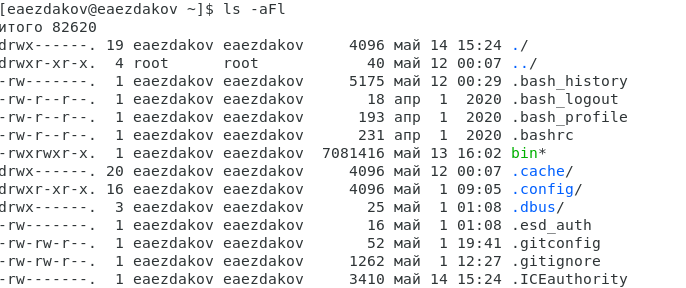 [eaezdakov@eaezdakov ~]$ ls -aFl
итого 82620
drwx------. 19 eaezdakov eaezdakov    4096 май 14 15:24 ./
drwxr-xr-x.  4 root      root           40 май 12 00:07 ../
-rw-------.  1 eaezdakov eaezdakov    5175 май 12 00:29 .bash_history
-rw-r--r--.  1 eaezdakov eaezdakov      18 апр  1  2020 .bash_logout
-rw-r--r--.  1 eaezdakov eaezdakov     193 апр  1  2020 .bash_profile
-rw-r--r--.  1 eaezdakov eaezdakov     231 апр  1  2020 .bashrc
-rwxrwxr-x.  1 eaezdakov eaezdakov 7081416 май 13 16:02 bin*
drwx------. 20 eaezdakov eaezdakov    4096 май 12 00:07 .cache/
drwxr-xr-x. 16 eaezdakov eaezdakov    4096 май  1 09:05 .config/
drwx------.  3 eaezdakov eaezdakov      25 май  1 01:08 .dbus/
-rw-------.  1 eaezdakov eaezdakov      16 май  1 01:08 .esd_auth
-rw-rw-r--.  1 eaezdakov eaezdakov      52 май  1 19:41 .gitconfig
-rw-rw-r--.  1 eaezdakov eaezdakov    1262 май  1 12:27 .gitignore
-rw-------.  1 eaezdakov eaezdakov    3410 май 14 15:24 .ICEauthority